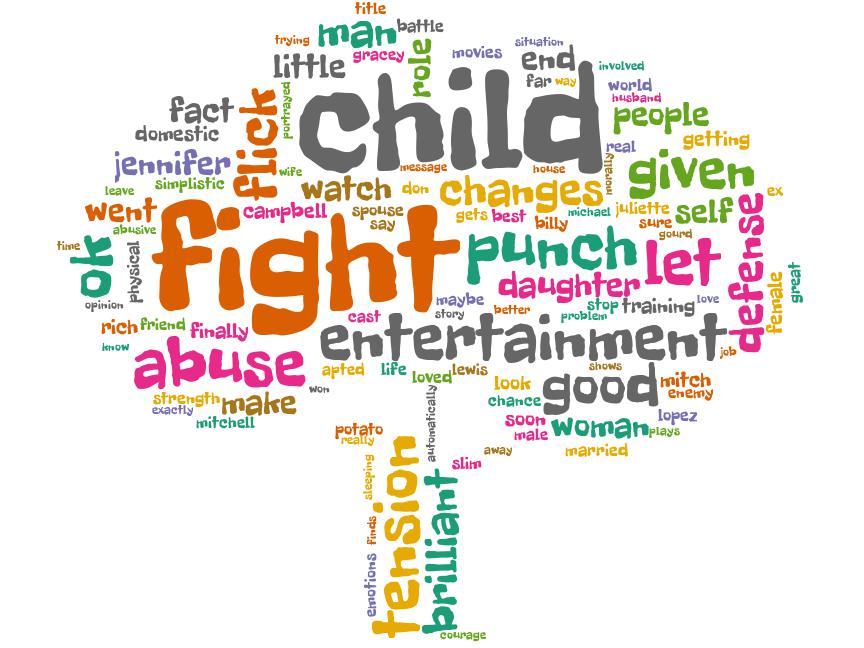 title
trying
man
battle
gracey
role
movies
situation
end
little
child
far
way
involved
world
husband
portrayed
flick
fact
domestic
people
getting
real
jennifer
message
house
morally
given
wife
simplistic
leave
watch
don
changes
ex
went
campbell
spouse
say
gets
best
billy
michael
juliette
sure
gourd
self
defense
abusive
time
ok
physical
fight
punch
let
daughter
female
great
opinion
maybe
story
better
stop
problem
training
love
rich
friend
finally
cast
entertainment
know
abuse
job
apted
life
loved
lewis
shows
look
good
mitch
enemy
won
strength
exactly
make
mitchell
chance
lopez
soon
male
woman
plays
automatically
potato
really
away
married
slim
sleeping
tension
brilliant
finds
emotions
courage